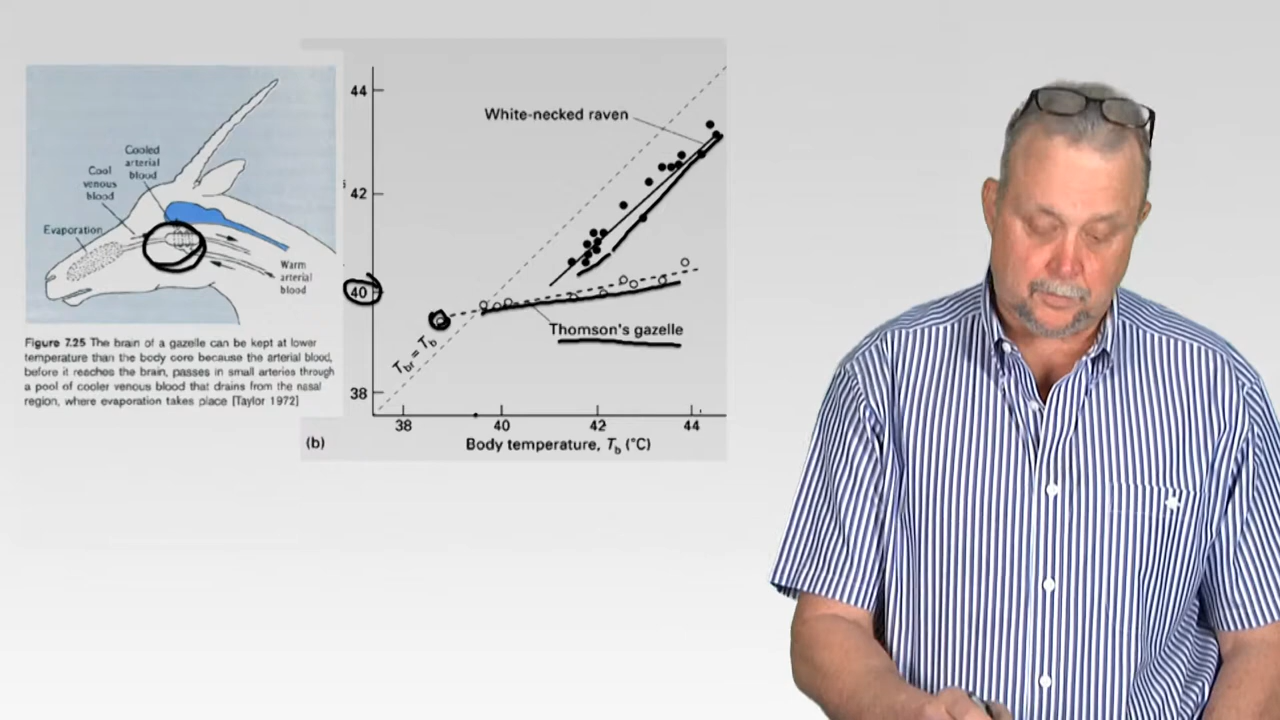 Cooled
arterial
blood
Cool
venous
blood
Evaporation
Warm
arterial
blood
Figure 7.25 The brain of a gazelle can be kept at lower
temperature than the body core because the arterial blood,
before it reaches the brain, passes in small arteries through
a pool of cooler venous blood that drains from the nasal
region, where evaporation takes place [Taylor 1972]
44
42
40
38
White-necked raven
Thomson's gazelle
Tbr = Tb
38 40 42 44
Body temperature, Tb (°C)
(b)